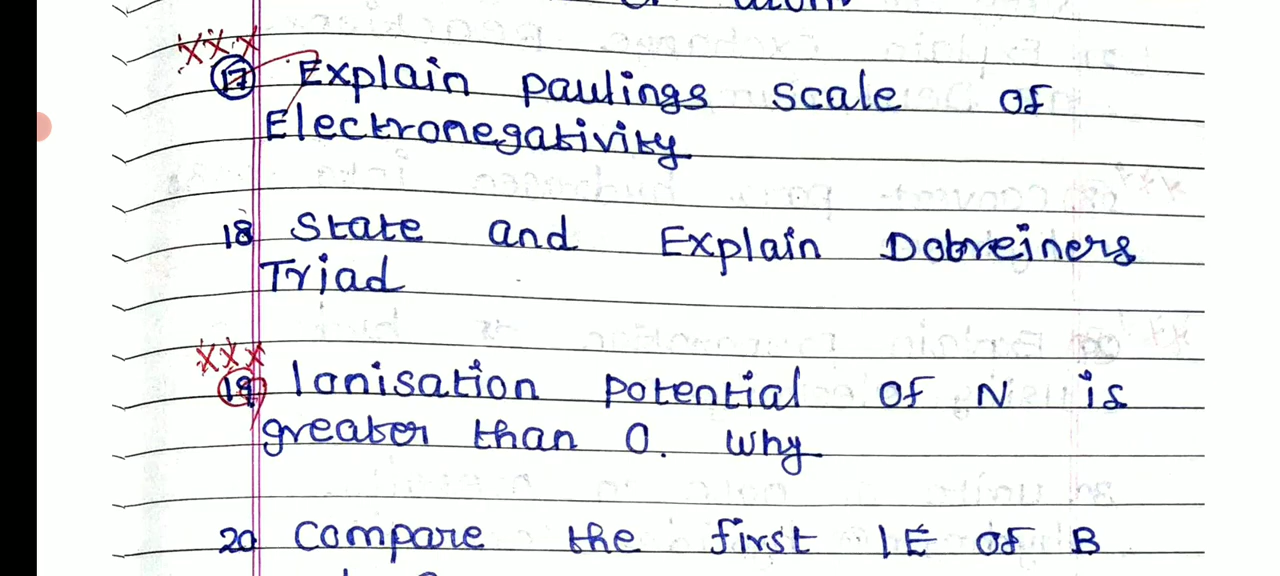 XXX
17 Explain paulings scale of
Electronegativity
18 State and Explain Dobreiners
Triad
XXX
19 Ionisation potential of N is
greater than O. Why
20 Compare the first IE of B